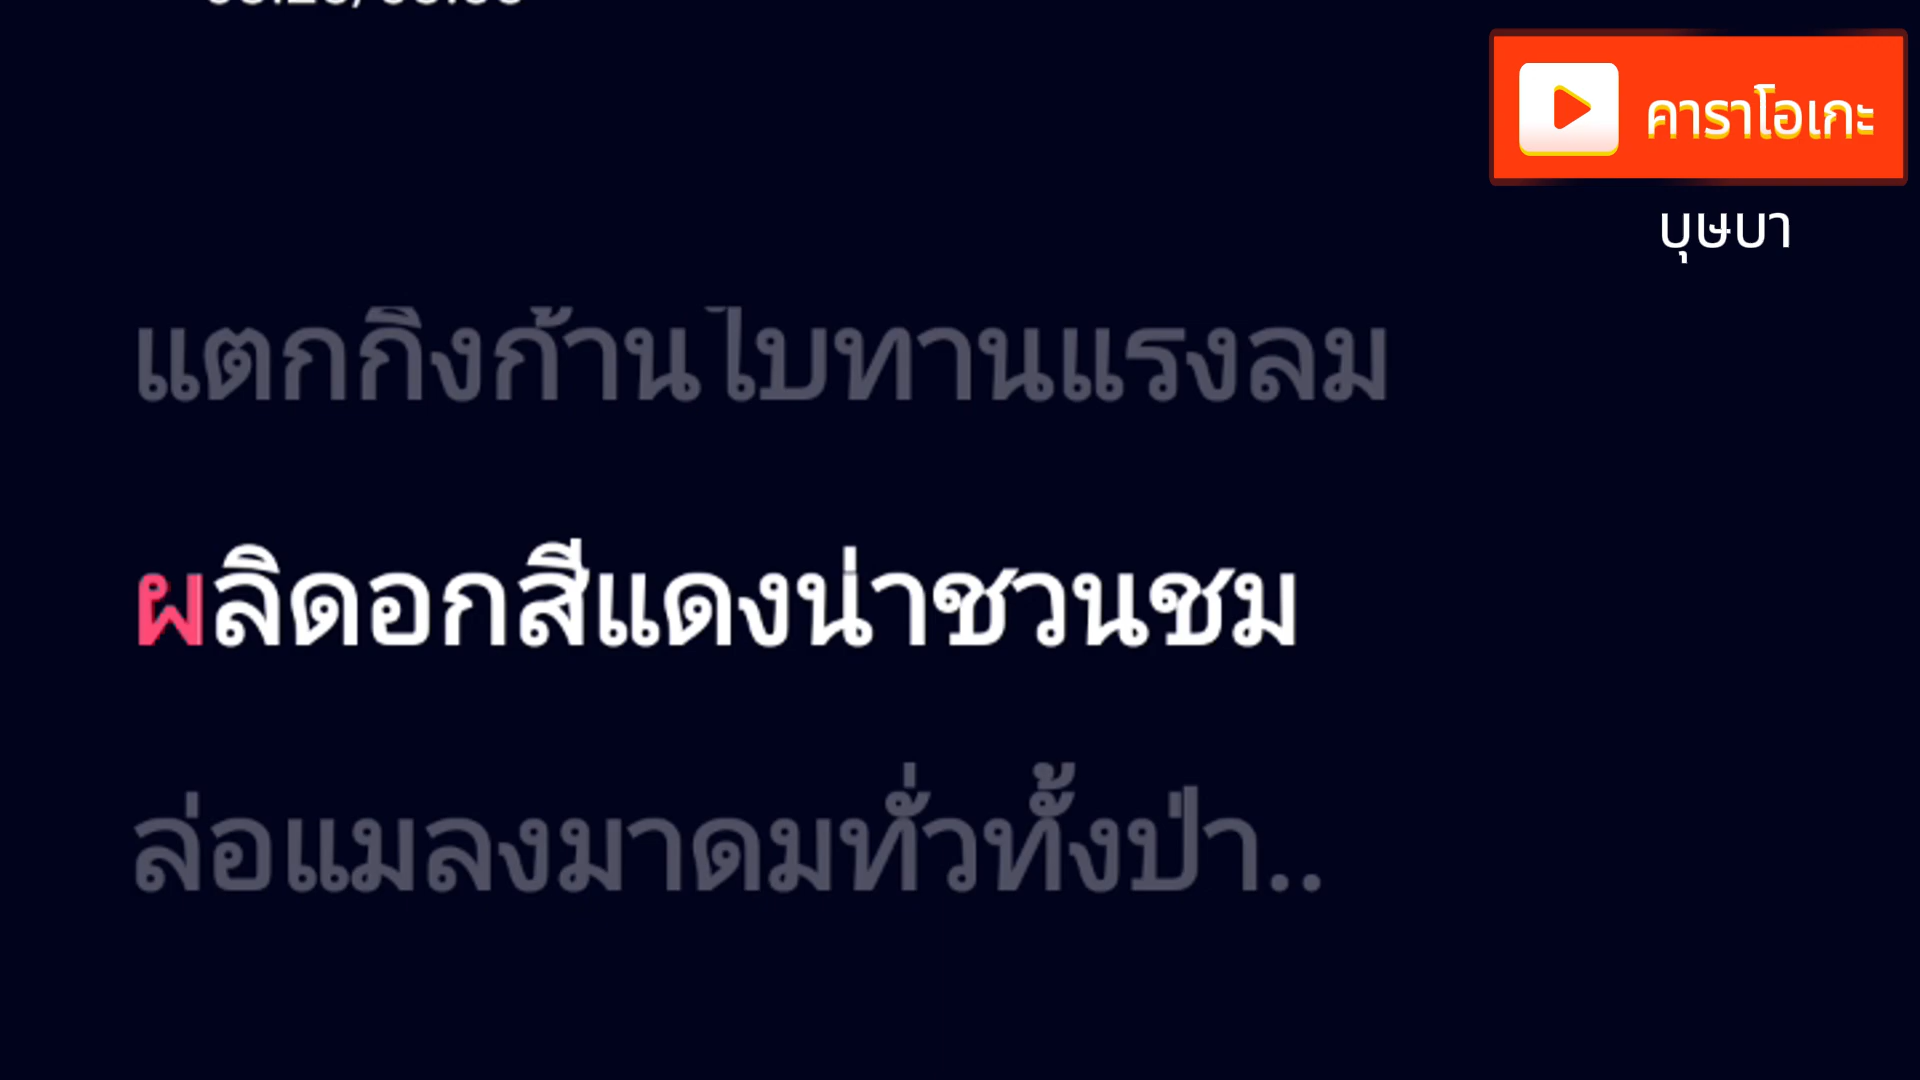 คาราโอเกะ
บุษบา
แตกกิ่งก้านใบทานแรงลม
ผลิดอกสีแดงน่าชวนชม
ล่อแมลงมาดมทั่วทั้งป่า..